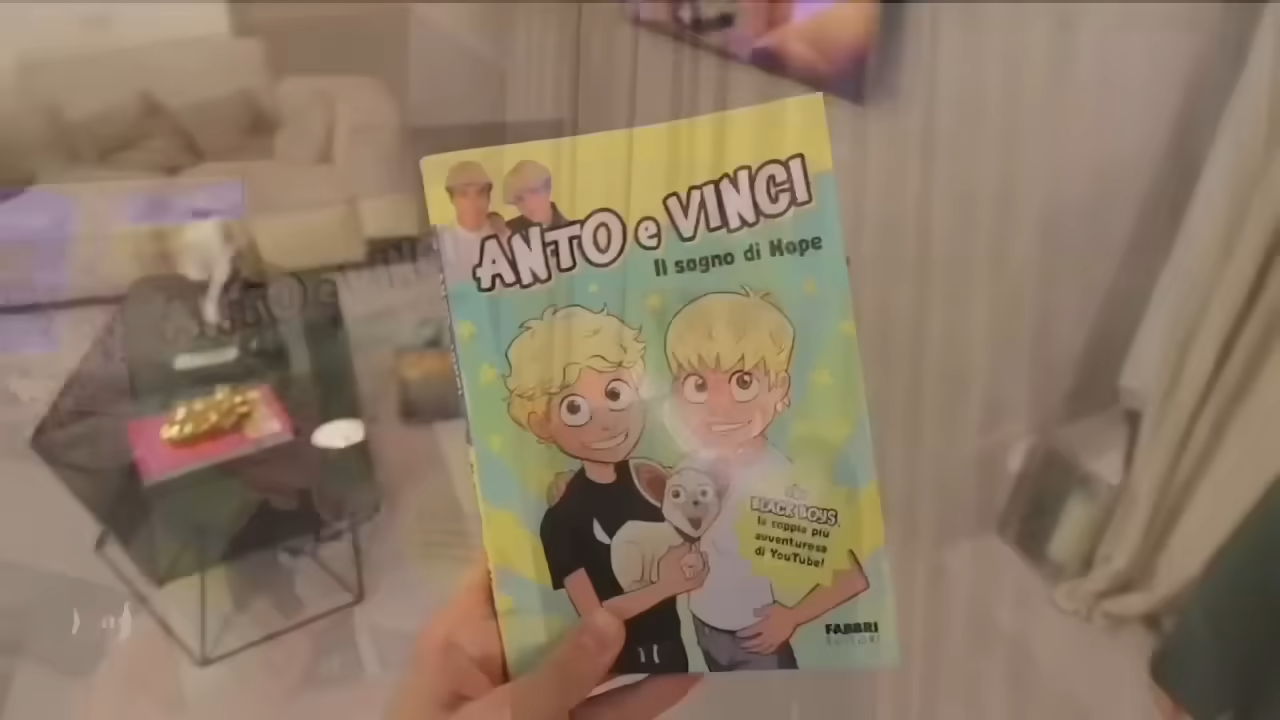 ANTO e VINCI
Il sogno di Hope
BLACK BOYS,
la coppia più
avventurosa
di YouTube!
FABBRI
EDITORI